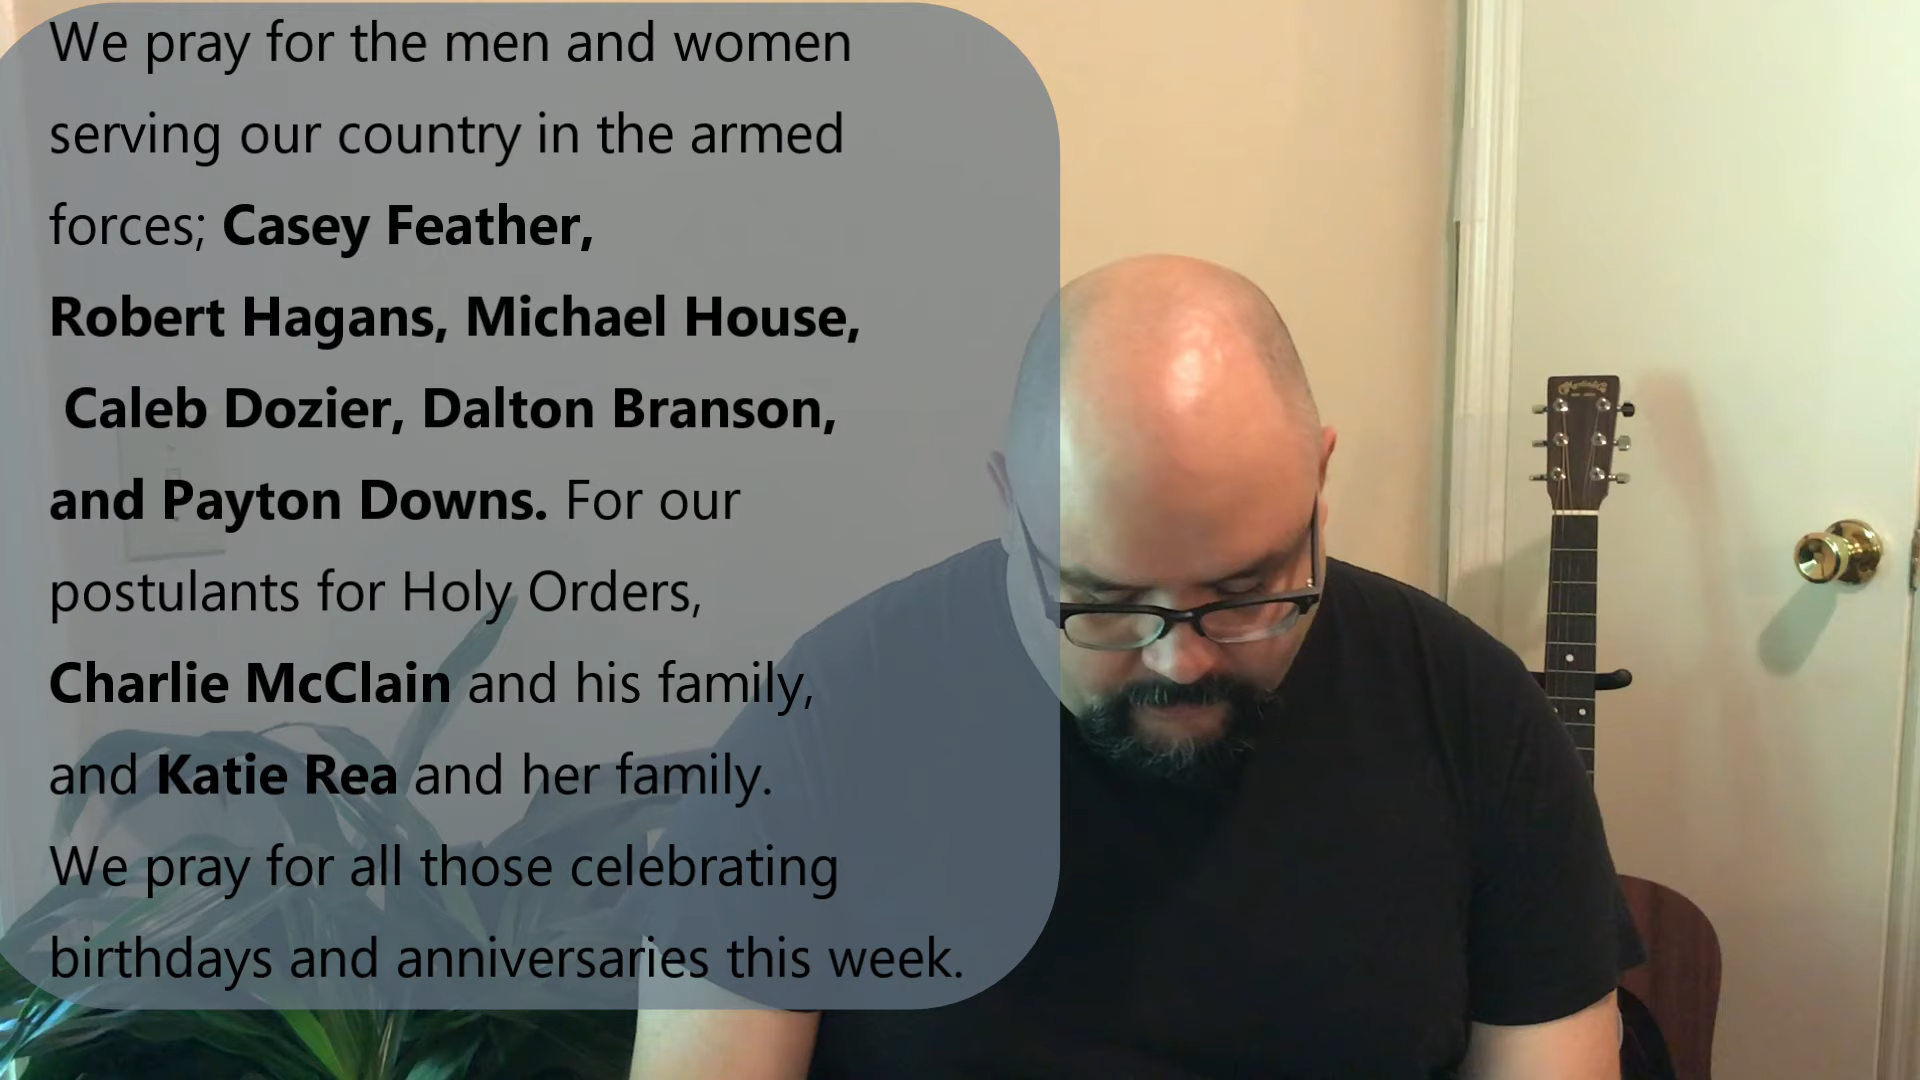 We pray for the men and women
serving our country in the armed
forces; Casey Feather,
Robert Hagans, Michael House,
Caleb Dozier, Dalton Branson,
and Payton Downs. For our
postulants for Holy Orders,
Charlie McClain and his family,
and Katie Rea and her family.
We pray for all those celebrating
birthdays and anniversaries this week.